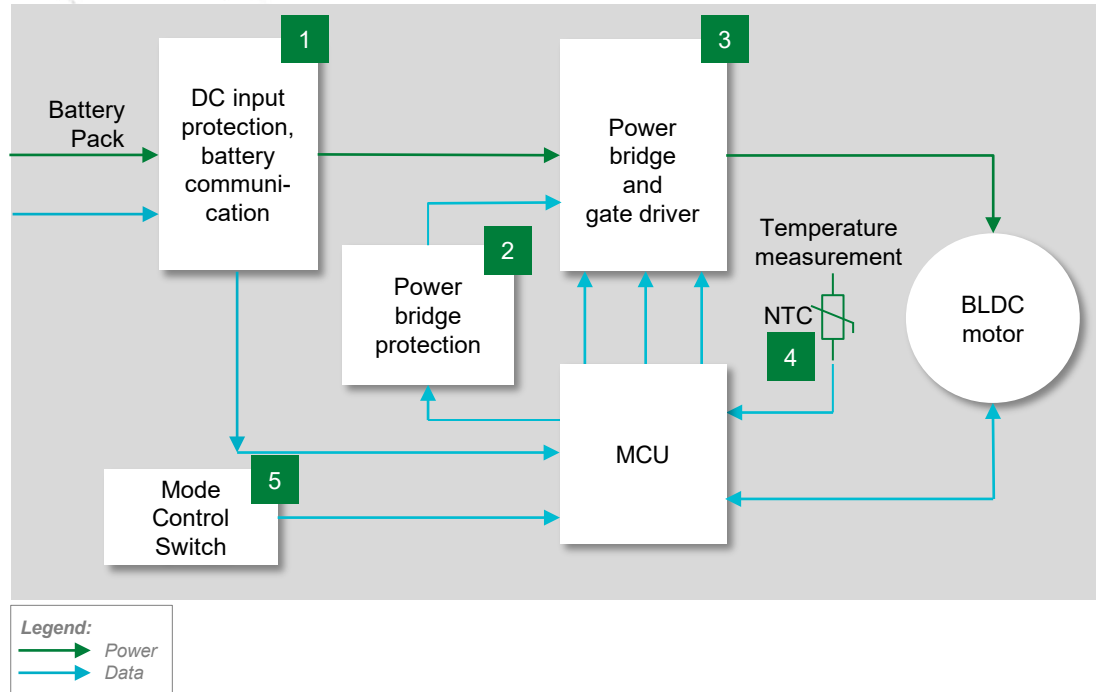 1
DC input
protection,
battery
communi-
cation
Battery
Pack
3
Power
bridge
and
gate driver
2
Power
bridge
protection
Temperature
measurement
NTC
4
BLDC
motor
MCU
5
Mode
Control
Switch
Legend:
Power
Data